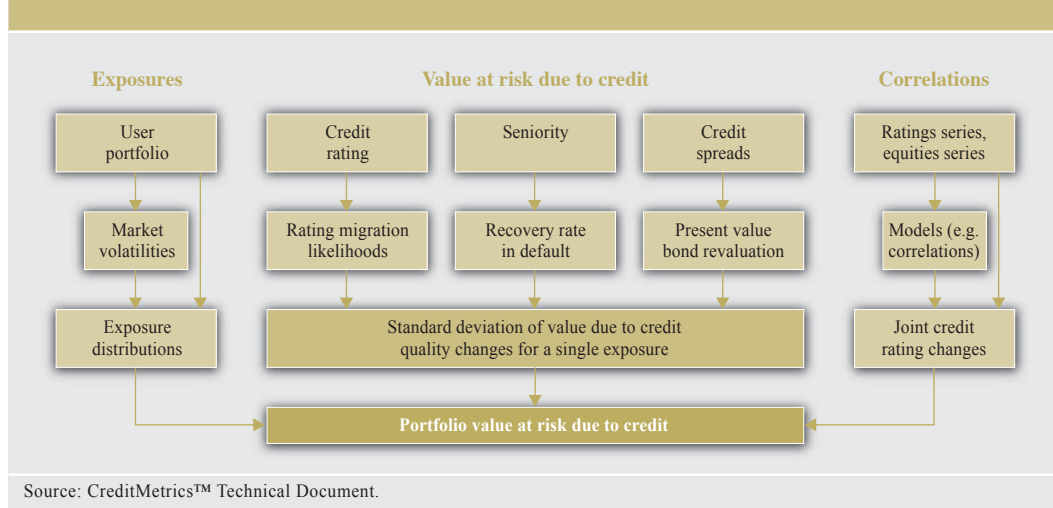 Exposures
Value at risk due to credit
Correlations
User
portfolio
Credit
rating
Seniority
Credit
spreads
Ratings series,
equities series
Market
volatilities
Rating migration
likelihoods
Recovery rate
in default
Present value
bond revaluation
Models (e.g.
correlations)
Exposure
distributions
Standard deviation of value due to credit
quality changes for a single exposure
Joint credit
rating changes
Portfolio value at risk due to credit
Source: CreditMetrics™ Technical Document.